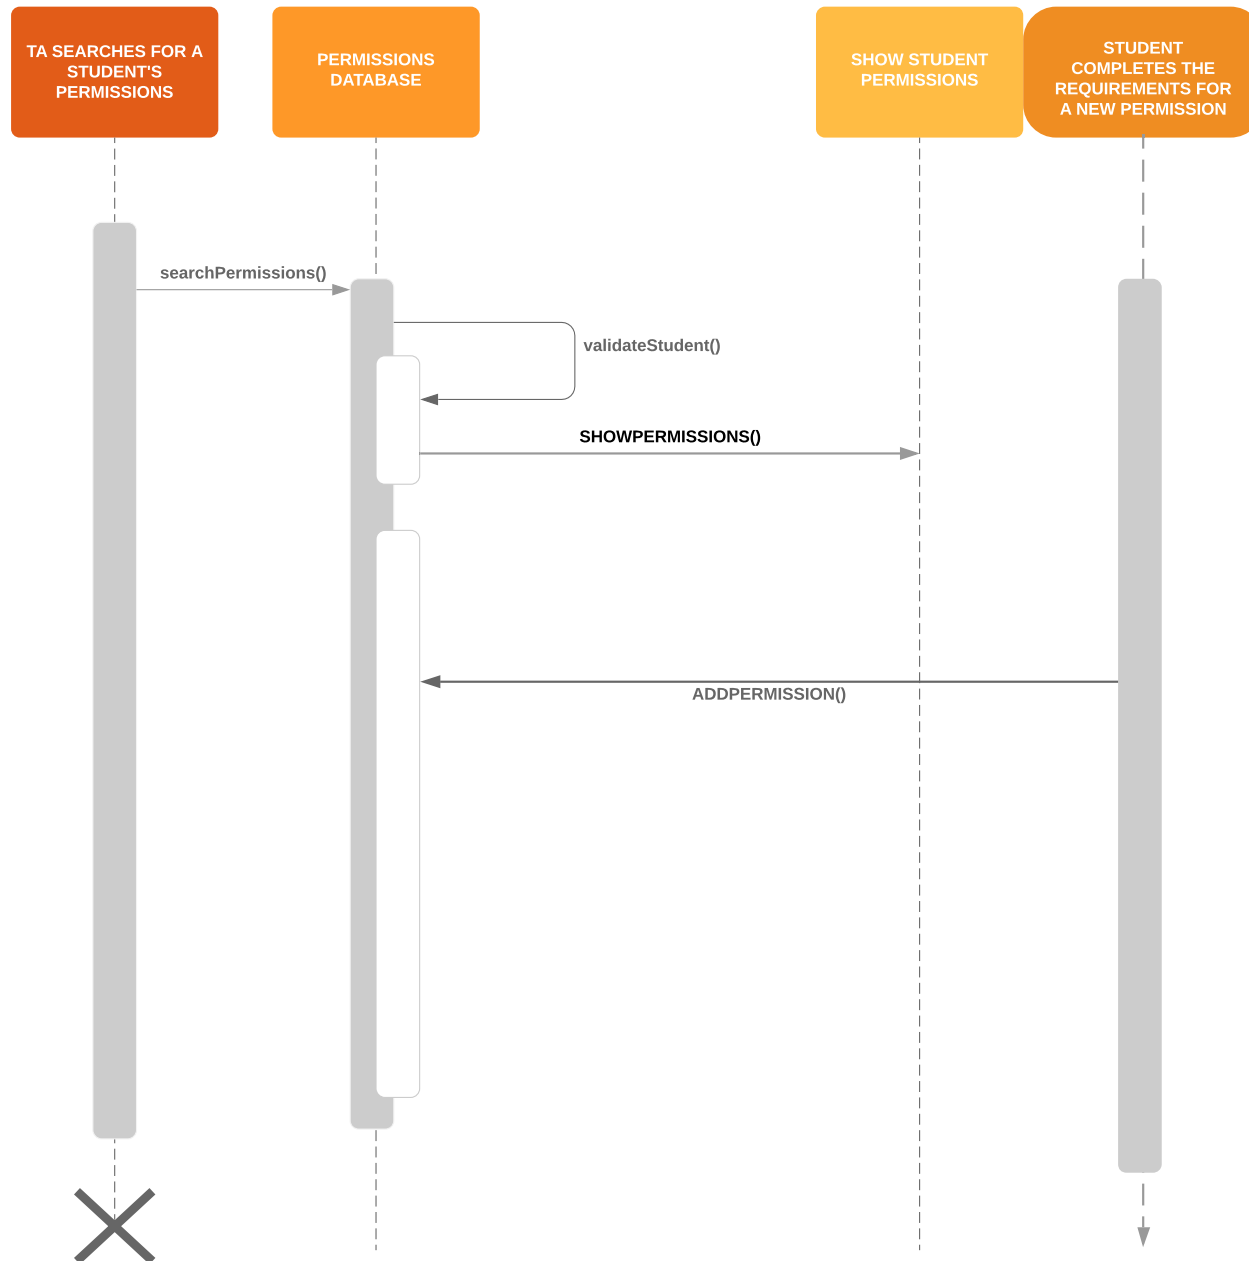 TA SEARCHES FOR A
STUDENT'S
PERMISSIONS
PERMISSIONS
DATABASE
SHOW STUDENT
PERMISSIONS
STUDENT
COMPLETES THE
REQUIREMENTS FOR
A NEW PERMISSION
searchPermissions()
validateStudent()
SHOWPERMISSIONS()
ADDPERMISSION()